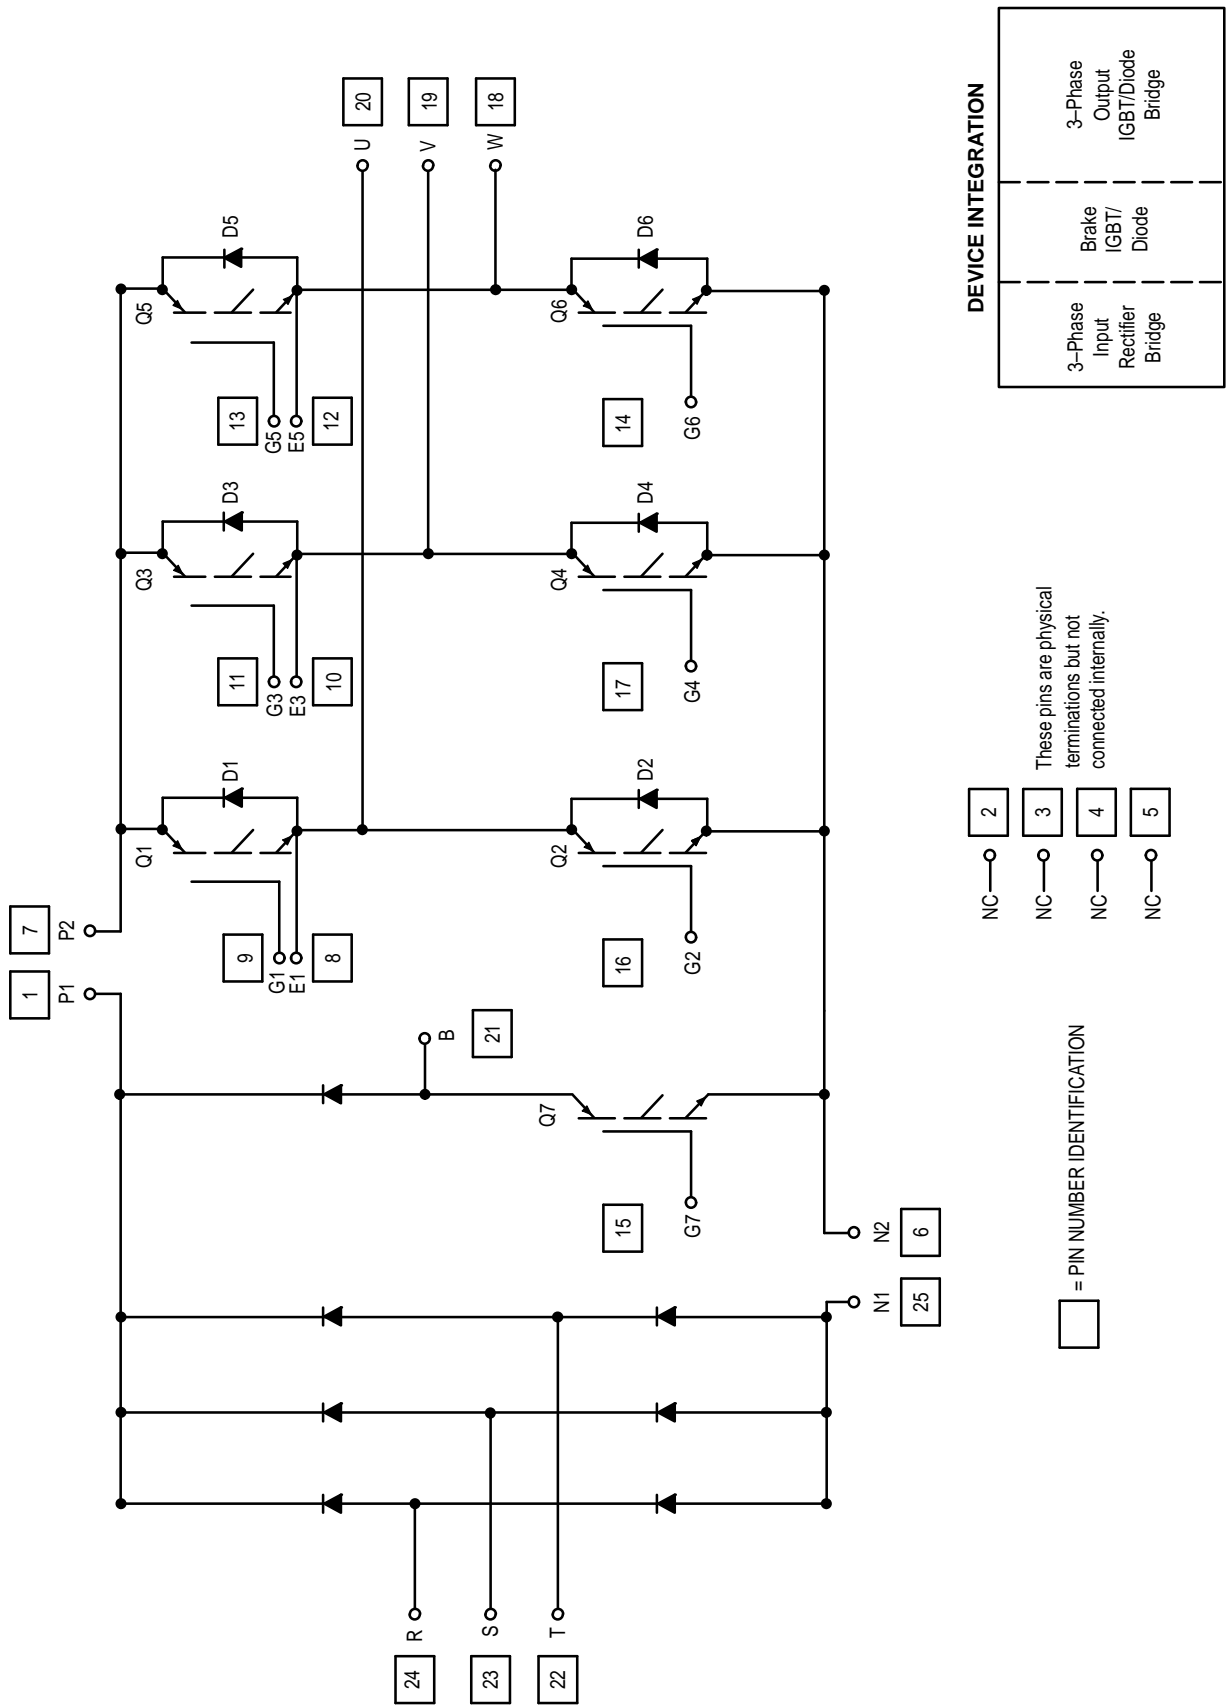 1
P1
7
P2
Q1
D1
9
G1
E1
8
Q3
D3
11
G3
E3
10
Q5
D5
13
G5
E5
12
U
20
V
19
W
18
B
21
Q7
15
G7
Q2
D2
16
G2
Q4
D4
17
G4
Q6
D6
14
G6
24
R
23
S
22
T
N1
25
N2
6
= PIN NUMBER IDENTIFICATION
NC
2
NC
3
NC
4
NC
5
These pins are physical
terminations but not
connected internally.
DEVICE INTEGRATION
3–Phase
Input
Rectifier
Bridge
Brake
IGBT/
Diode
3–Phase
Output
IGBT/Diode
Bridge